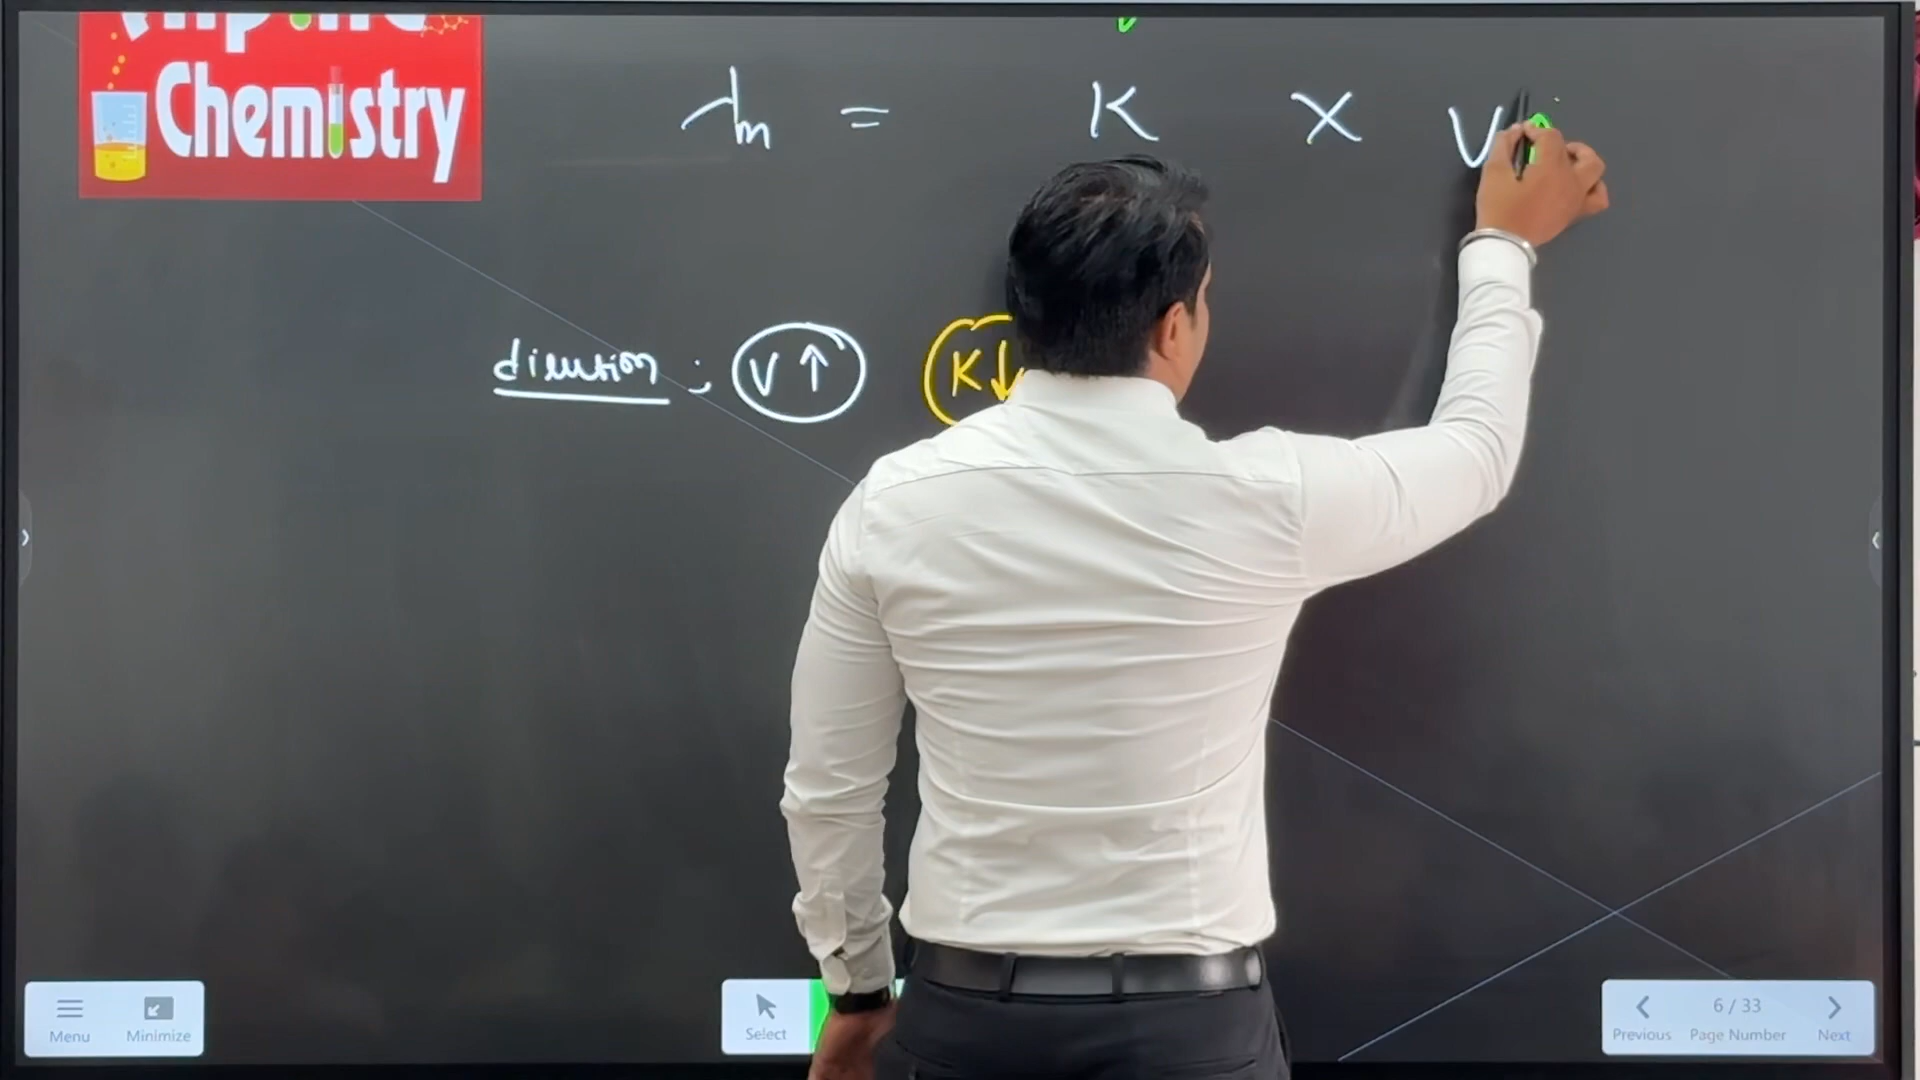 Chemistry
λm = K × V↑
dilution : V↑ K↓
Menu Minimize Select Previous 6 / 33 Page Number Next